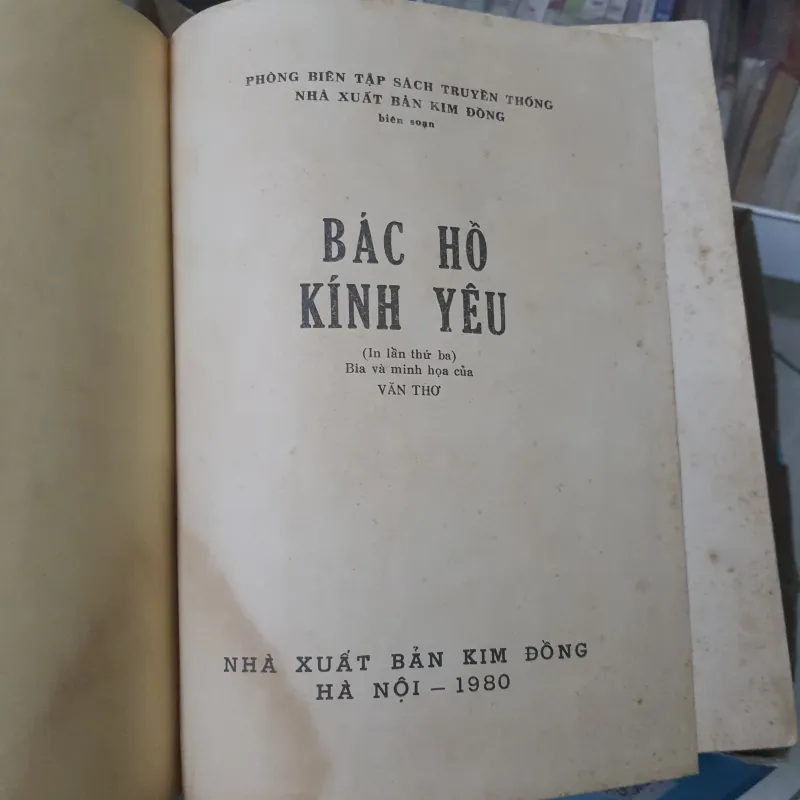 PHÒNG BIÊN TẬP SÁCH TRUYỀN THỐNG
NHÀ XUẤT BẢN KIM ĐỒNG
biên soạn
BÁC HỒ
KÍNH YÊU
(In lần thứ ba)
Bìa và minh họa của
VĂN THƠ
NHÀ XUẤT BẢN KIM ĐỒNG
HÀ NỘI – 1980